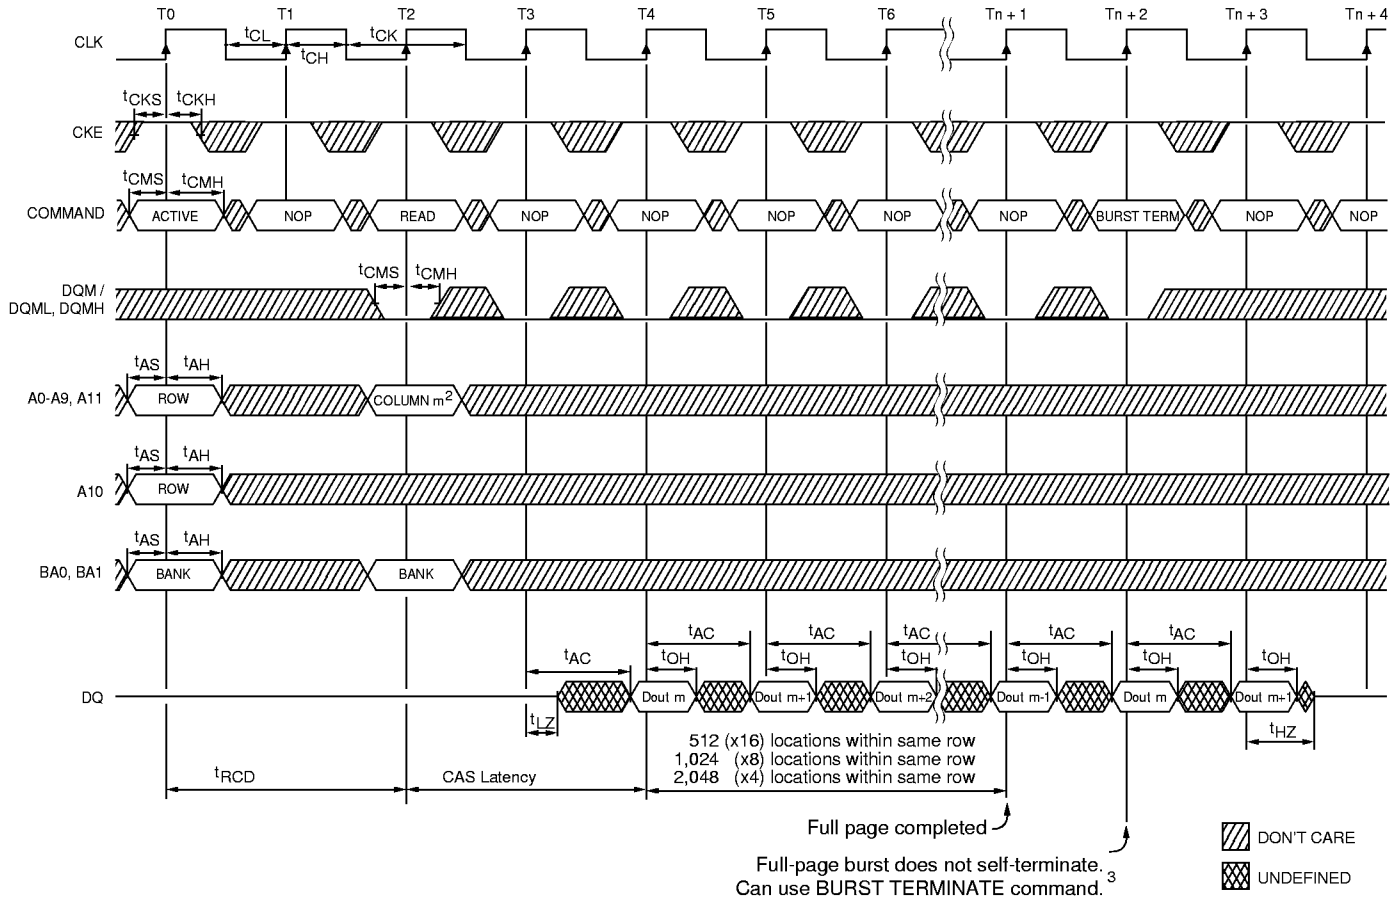 T0 T1 T2 T3 T4 T5 T6 Tn + 1 Tn + 2 Tn + 3 Tn + 4
CLK tCL tCH tCK
tCKS tCKH
CKE
tCMS tCMH
COMMAND ACTIVE NOP READ NOP NOP NOP NOP NOP BURST TERM NOP NOP
tCMS tCMH
DQM /
DQML, DQMH
tAS tAH
A0-A9, A11 ROW COLUMN m2
tAS tAH
A10 ROW
tAS tAH
BA0, BA1 BANK BANK
tAC tAC tAC tAC tAC tAC
tOH tOH tOH tOH tOH tOH
DQ Dout m Dout m+1 Dout m+2 Dout m-1 Dout m Dout m+1
tLZ tHZ
512 (x16) locations within same row
1,024 (x8) locations within same row
2,048 (x4) locations within same row
tRCD CAS Latency
Full page completed
Full-page burst does not self-terminate.
Can use BURST TERMINATE command.3
DON'T CARE
UNDEFINED